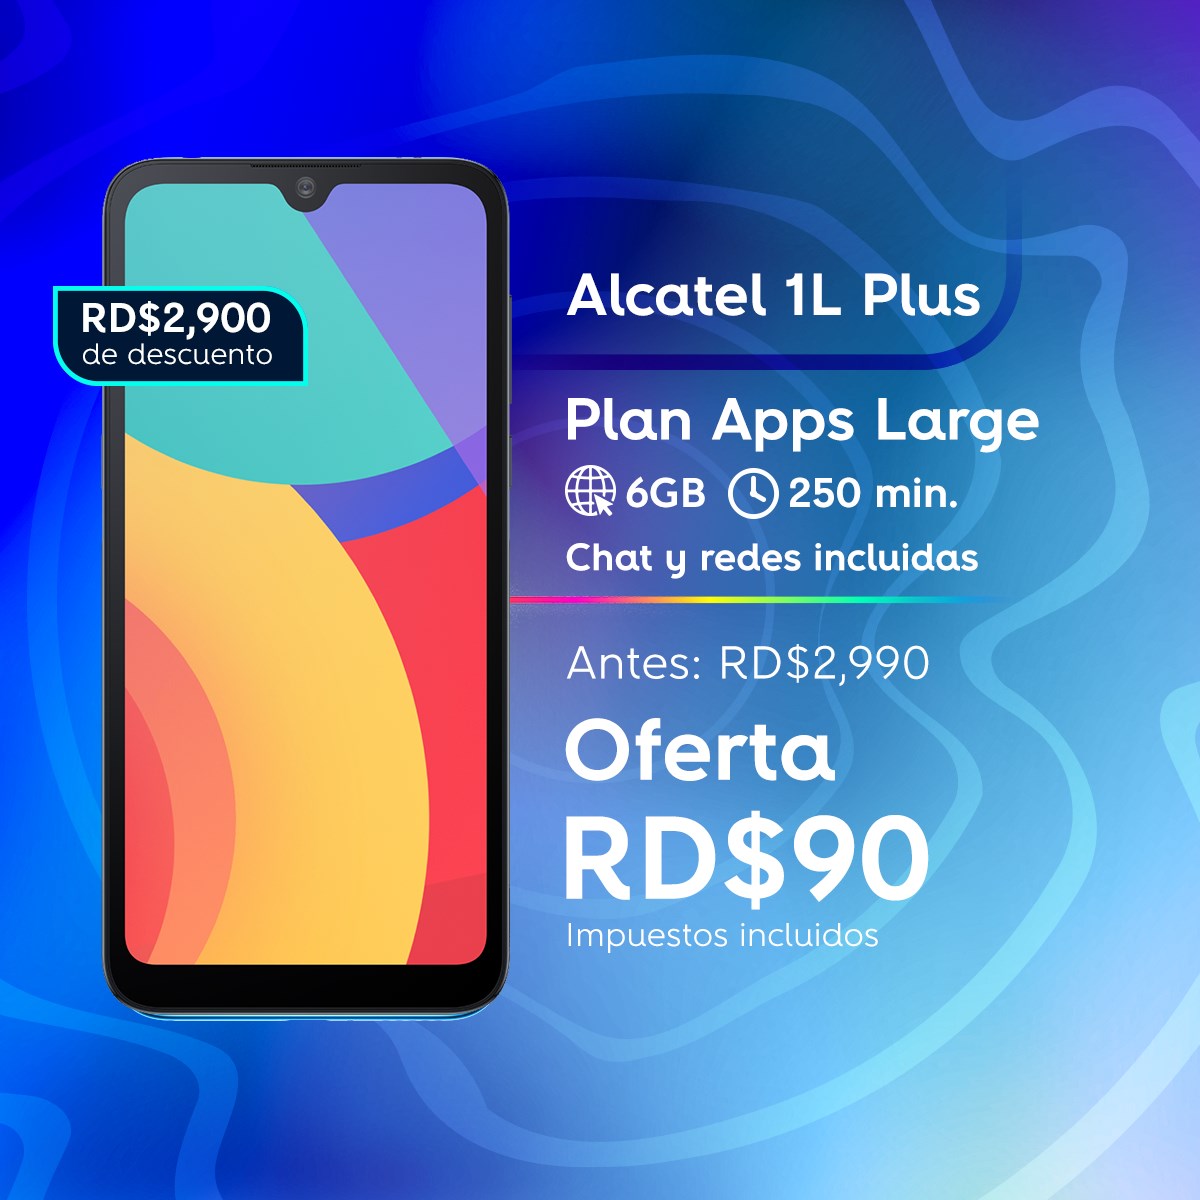 RD$2,900
de descuento
Alcatel 1L Plus
Plan Apps Large
6GB 250 min.
Chat y redes incluidas
Antes: RD$2,990
Oferta
RD$90
Impuestos incluidos